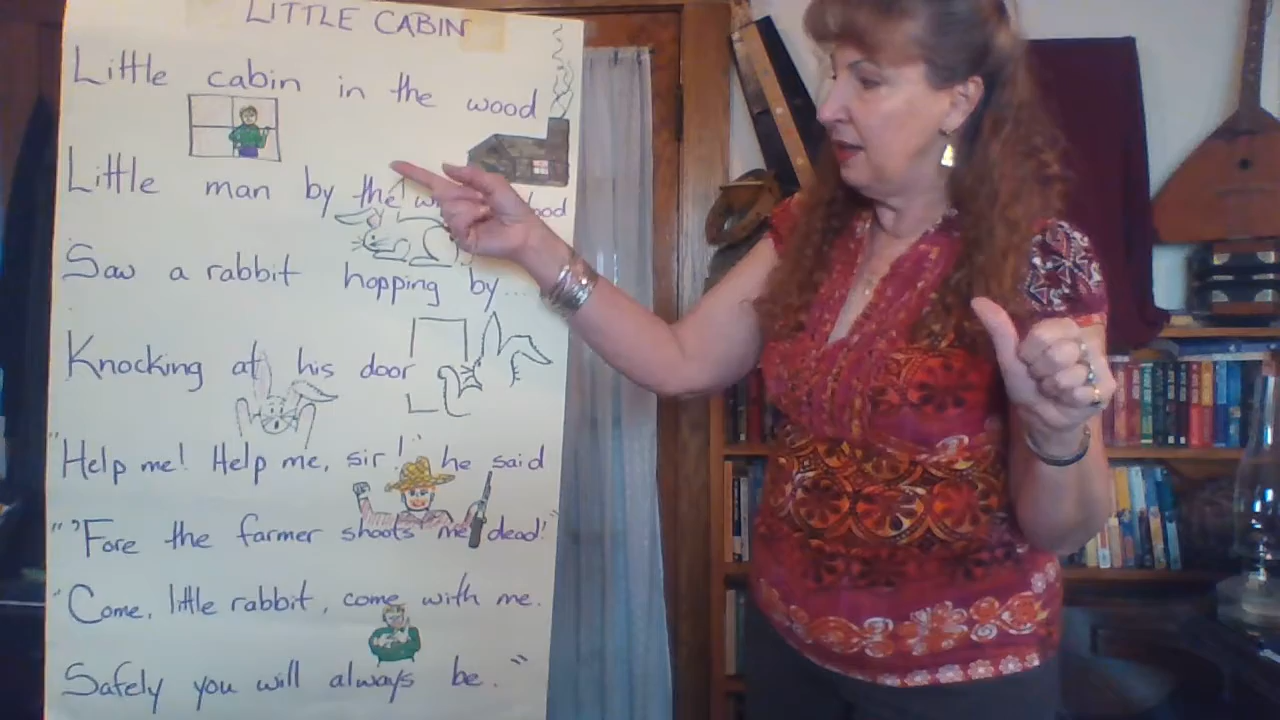 LITTLE CABIN
Little cabin in the wood
Little man by the
Saw a rabbit hopping by...
Knocking at his door
"Help me! Help me, sir!" he said
"'Fore the farmer shoots me dead!"
"Come, little rabbit, come with me.
Safely you will always be."